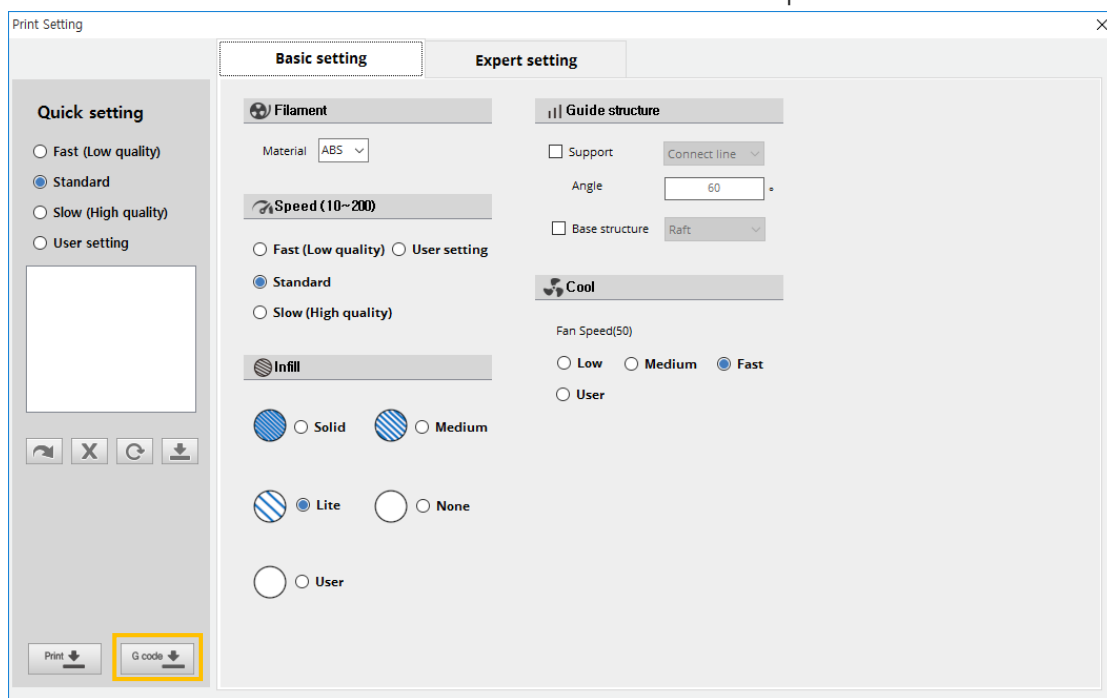 Print Setting
Basic setting
Expert setting
Quick setting
Fast (Low quality)
Standard
Slow (High quality)
User setting
Print
G code
Filament
Material ABS
Speed (10~200)
Fast (Low quality) User setting
Standard
Slow (High quality)
Infill
Solid Medium
Lite None
User
Guide structure
Support Connect line
Angle 60 °
Base structure Raft
Cool
Fan Speed(50)
Low Medium Fast
User